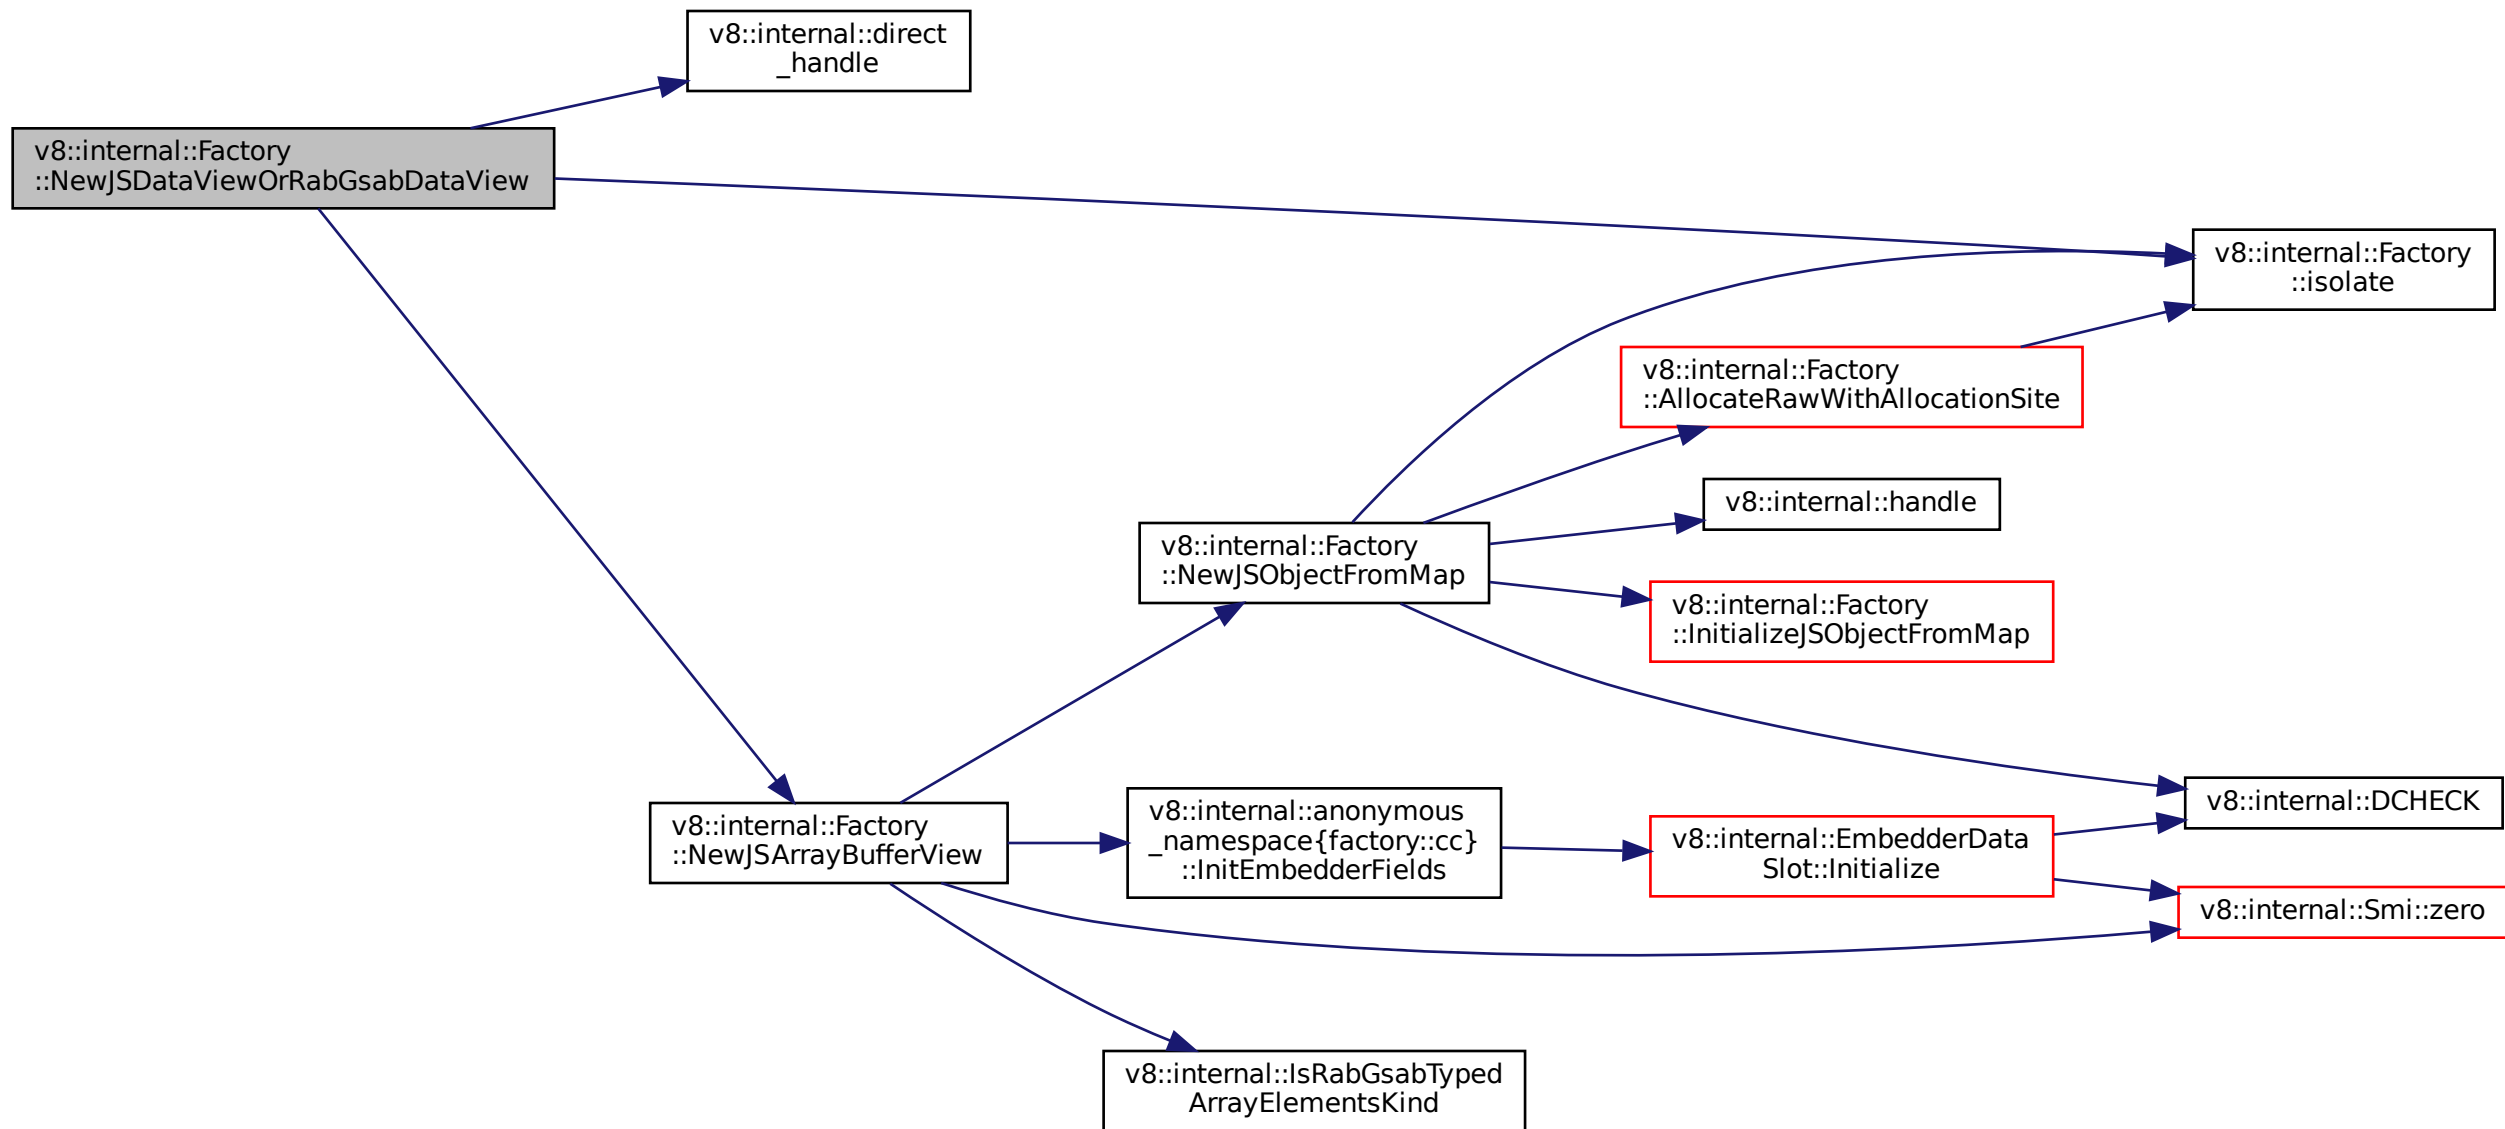 v8::internal::direct
_handle
v8::internal::Factory
::NewJSDataViewOrRabGsabDataView
v8::internal::Factory
::isolate
v8::internal::Factory
::AllocateRawWithAllocationSite
v8::internal::handle
v8::internal::Factory
::NewJSObjectFromMap
v8::internal::Factory
::InitializeJSObjectFromMap
v8::internal::DCHECK
v8::internal::Factory
::NewJSArrayBufferView
v8::internal::anonymous
_namespace{factory::cc}
::InitEmbedderFields
v8::internal::EmbedderData
Slot::Initialize
v8::internal::Smi::zero
v8::internal::IsRabGsabTyped
ArrayElementsKind